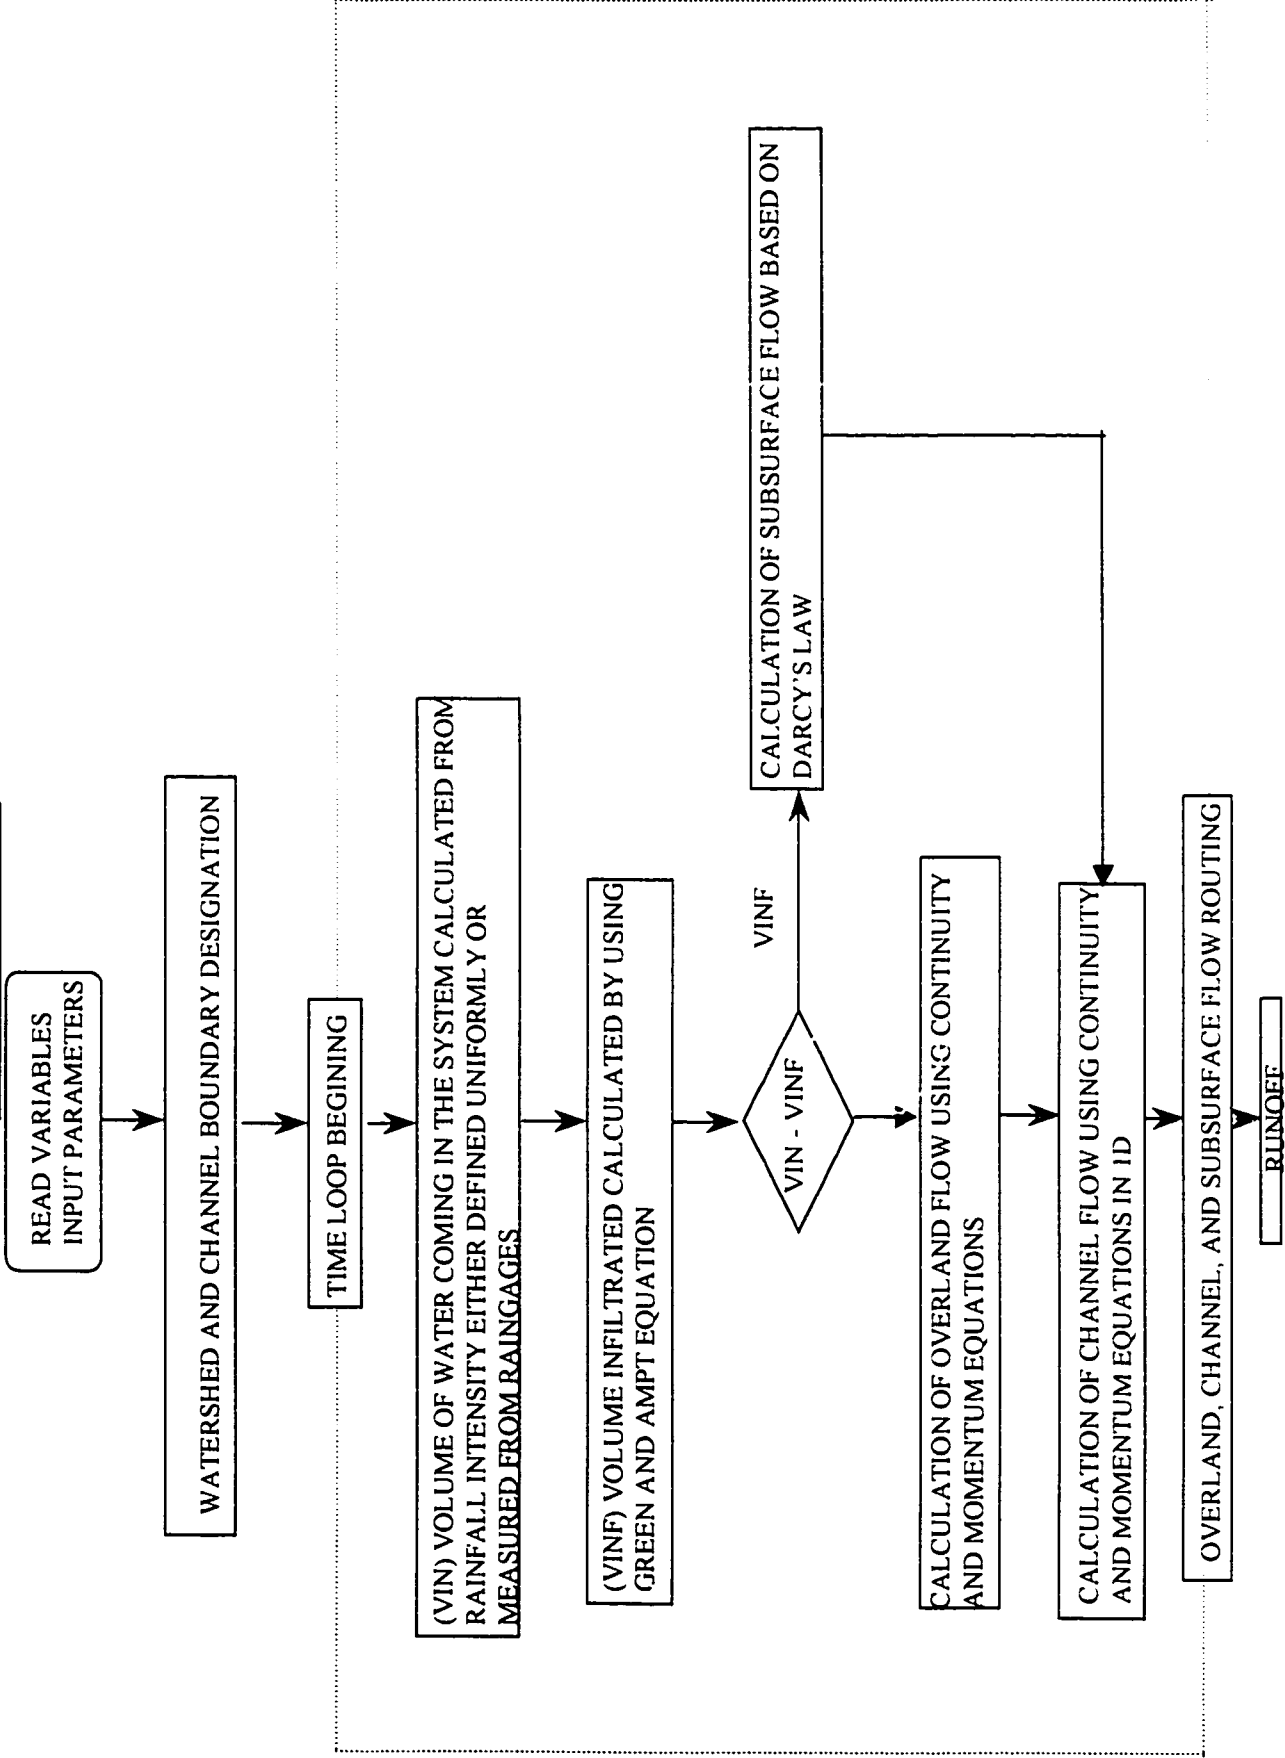 READ VARIABLES
INPUT PARAMETERS
WATERSHED AND CHANNEL BOUNDARY DESIGNATION
TIME LOOP BEGINING
(VIN) VOLUME OF WATER COMING IN THE SYSTEM CALCULATED FROM
RAINFALL INTENSITY EITHER DEFINED UNIFORMLY OR
MEASURED FROM RAINGAGES
(VINF) VOLUME INFILTRATED CALCULATED BY USING
GREEN AND AMPT EQUATION
VIN - VINF
VINF
CALCULATION OF SUBSURFACE FLOW BASED ON
DARCY'S LAW
CALCULATION OF OVERLAND FLOW USING CONTINUITY
AND MOMENTUM EQUATIONS
CALCULATION OF CHANNEL FLOW USING CONTINUITY
AND MOMENTUM EQUATIONS IN 1D
OVERLAND, CHANNEL, AND SUBSURFACE FLOW ROUTING
RUNOFF